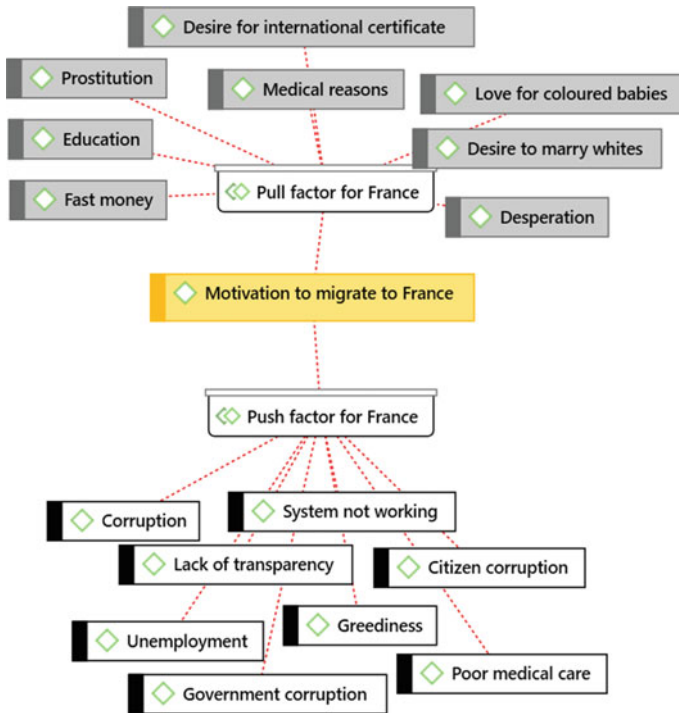 Desire for international certificate
Prostitution
Medical reasons
Love for coloured babies
Education
Desire to marry whites
Fast money
Pull factor for France
Desperation
Motivation to migrate to France
Push factor for France
System not working
Corruption
Lack of transparency
Citizen corruption
Greediness
Unemployment
Poor medical care
Government corruption